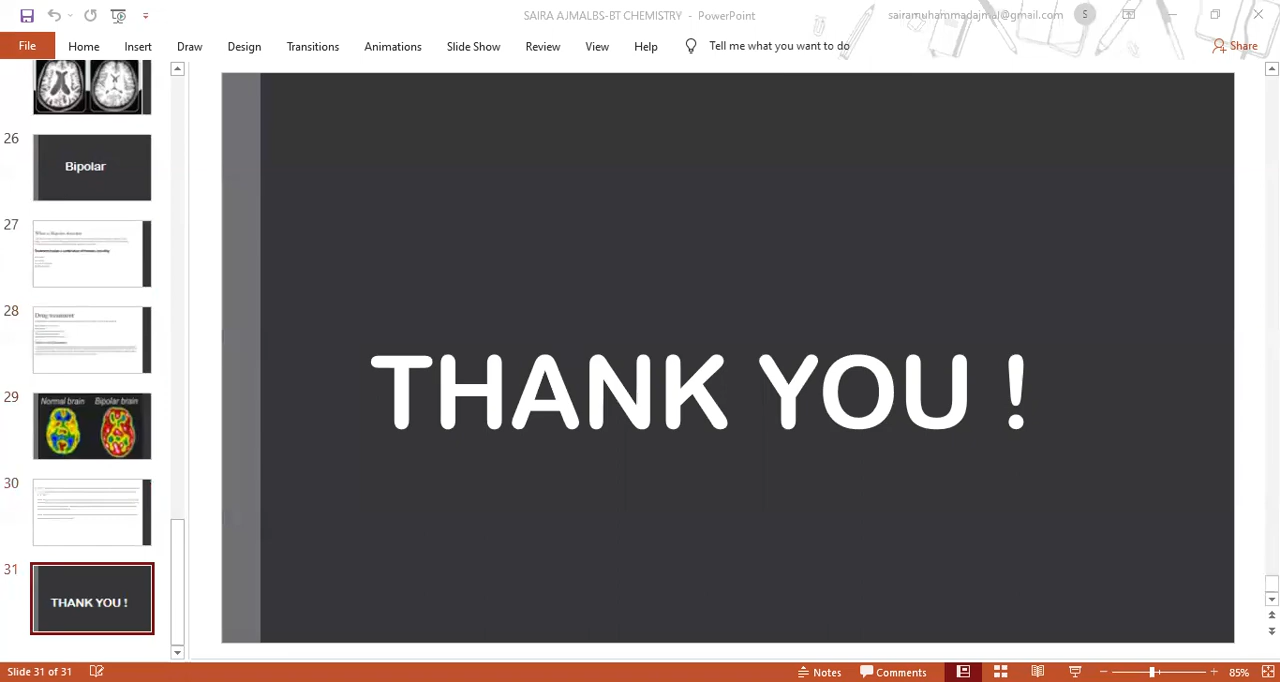 SAIRA AJMALBS-BT CHEMISTRY - PowerPoint
sairamuhammadajmal@gmail.com
S
File Home Insert Draw Design Transitions Animations Slide Show Review View Help Tell me what you want to do
Share
26
Bipolar
27
28
Drug treatment
29
Normal brain Bipolar brain
30
31
THANK YOU !
THANK YOU !
Slide 31 of 31
Notes
Comments
85%